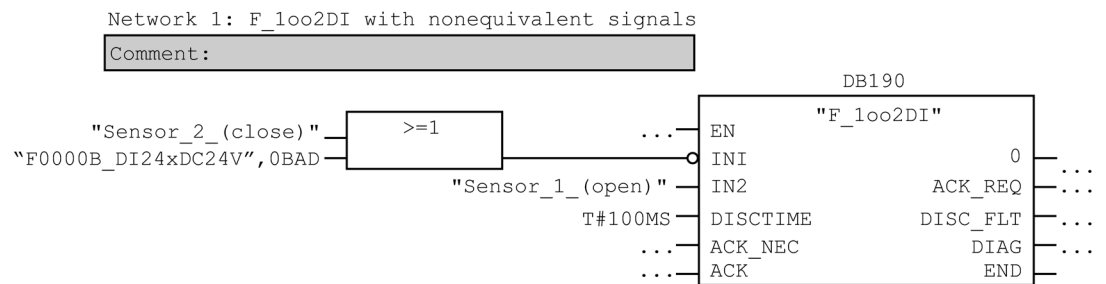 Network 1: F_1oo2DI with nonequivalent signals
Comment:
DB190
"F_1oo2DI"
"Sensor_2_(close)"
>=1
... EN
“F0000B_DI24xDC24V”,0BAD
INI 0 ...
"Sensor_1_(open)" IN2 ACK_REQ ...
T#100MS DISCTIME DISC_FLT ...
... ACK_NEC DIAG ...
... ACK END